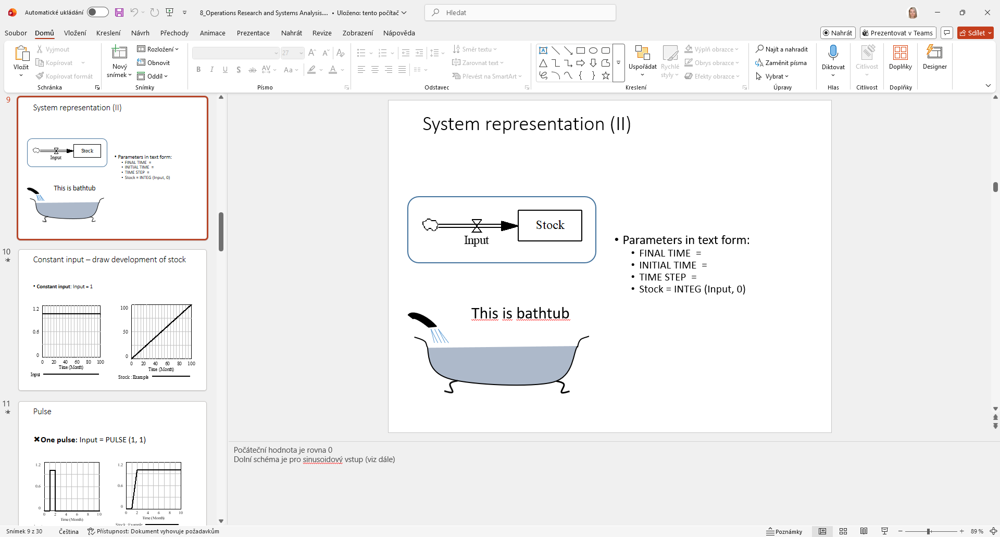 Automatické ukládání
8_Operations Research and Systems Analysis.... • Uloženo: tento počítač
Hledat
Soubor Domů Vložení Kreslení Návrh Přechody Animace Prezentace Nahrát Revize Zobrazení Nápověda
Nahrát Prezentovat v Teams Sdílet
Vložit
Vyjmout
Kopírovat
Kopírovat formát
Schránka
Nový snímek
Rozložení
Obnovit
Oddíl
Snímky
27
Písmo
Směr textu
Zarovnat text
Převést na SmartArt
Odstavec
Uspořádat
Rychlé styly
Výplň obrazce
Obrys obrazce
Efekty obrazce
Kreslení
Najít a nahradit
Zaměnit písma
Vybrat
Úpravy
Diktovat
Hlas
Citlivost
Citlivost
Doplňky
Doplňky
Designer
9
System representation (II)
Stock
Input
• Parameters in text form:
• FINAL TIME =
• INITIAL TIME =
• TIME STEP =
• Stock = INTEG (Input, 0)
This is bathtub
10
Constant input – draw development of stock
• Constant input: Input = 1
1.2
0.6
0
0 20 40 60 80 100
Time (Month)
Input
100
50
0
0 20 40 60 80 100
Time (Month)
Stock : Example
11
Pulse
One pulse: Input = PULSE (1, 1)
1.2
0.6
0
0 2 4 6 8 10
Time (Month)
1.2
0.6
0
0 2 4 6 8 10
Time (Month)
Stock : Example
System representation (II)
Stock
Input
• Parameters in text form:
• FINAL TIME =
• INITIAL TIME =
• TIME STEP =
• Stock = INTEG (Input, 0)
This is bathtub
Počáteční hodnota je rovna 0
Dolní schéma je pro sinusoidový vstup (viz dále)
Snímek 9 z 30 Čeština Přístupnost: Dokument vyhovuje požadavkům
Poznámky 89 %